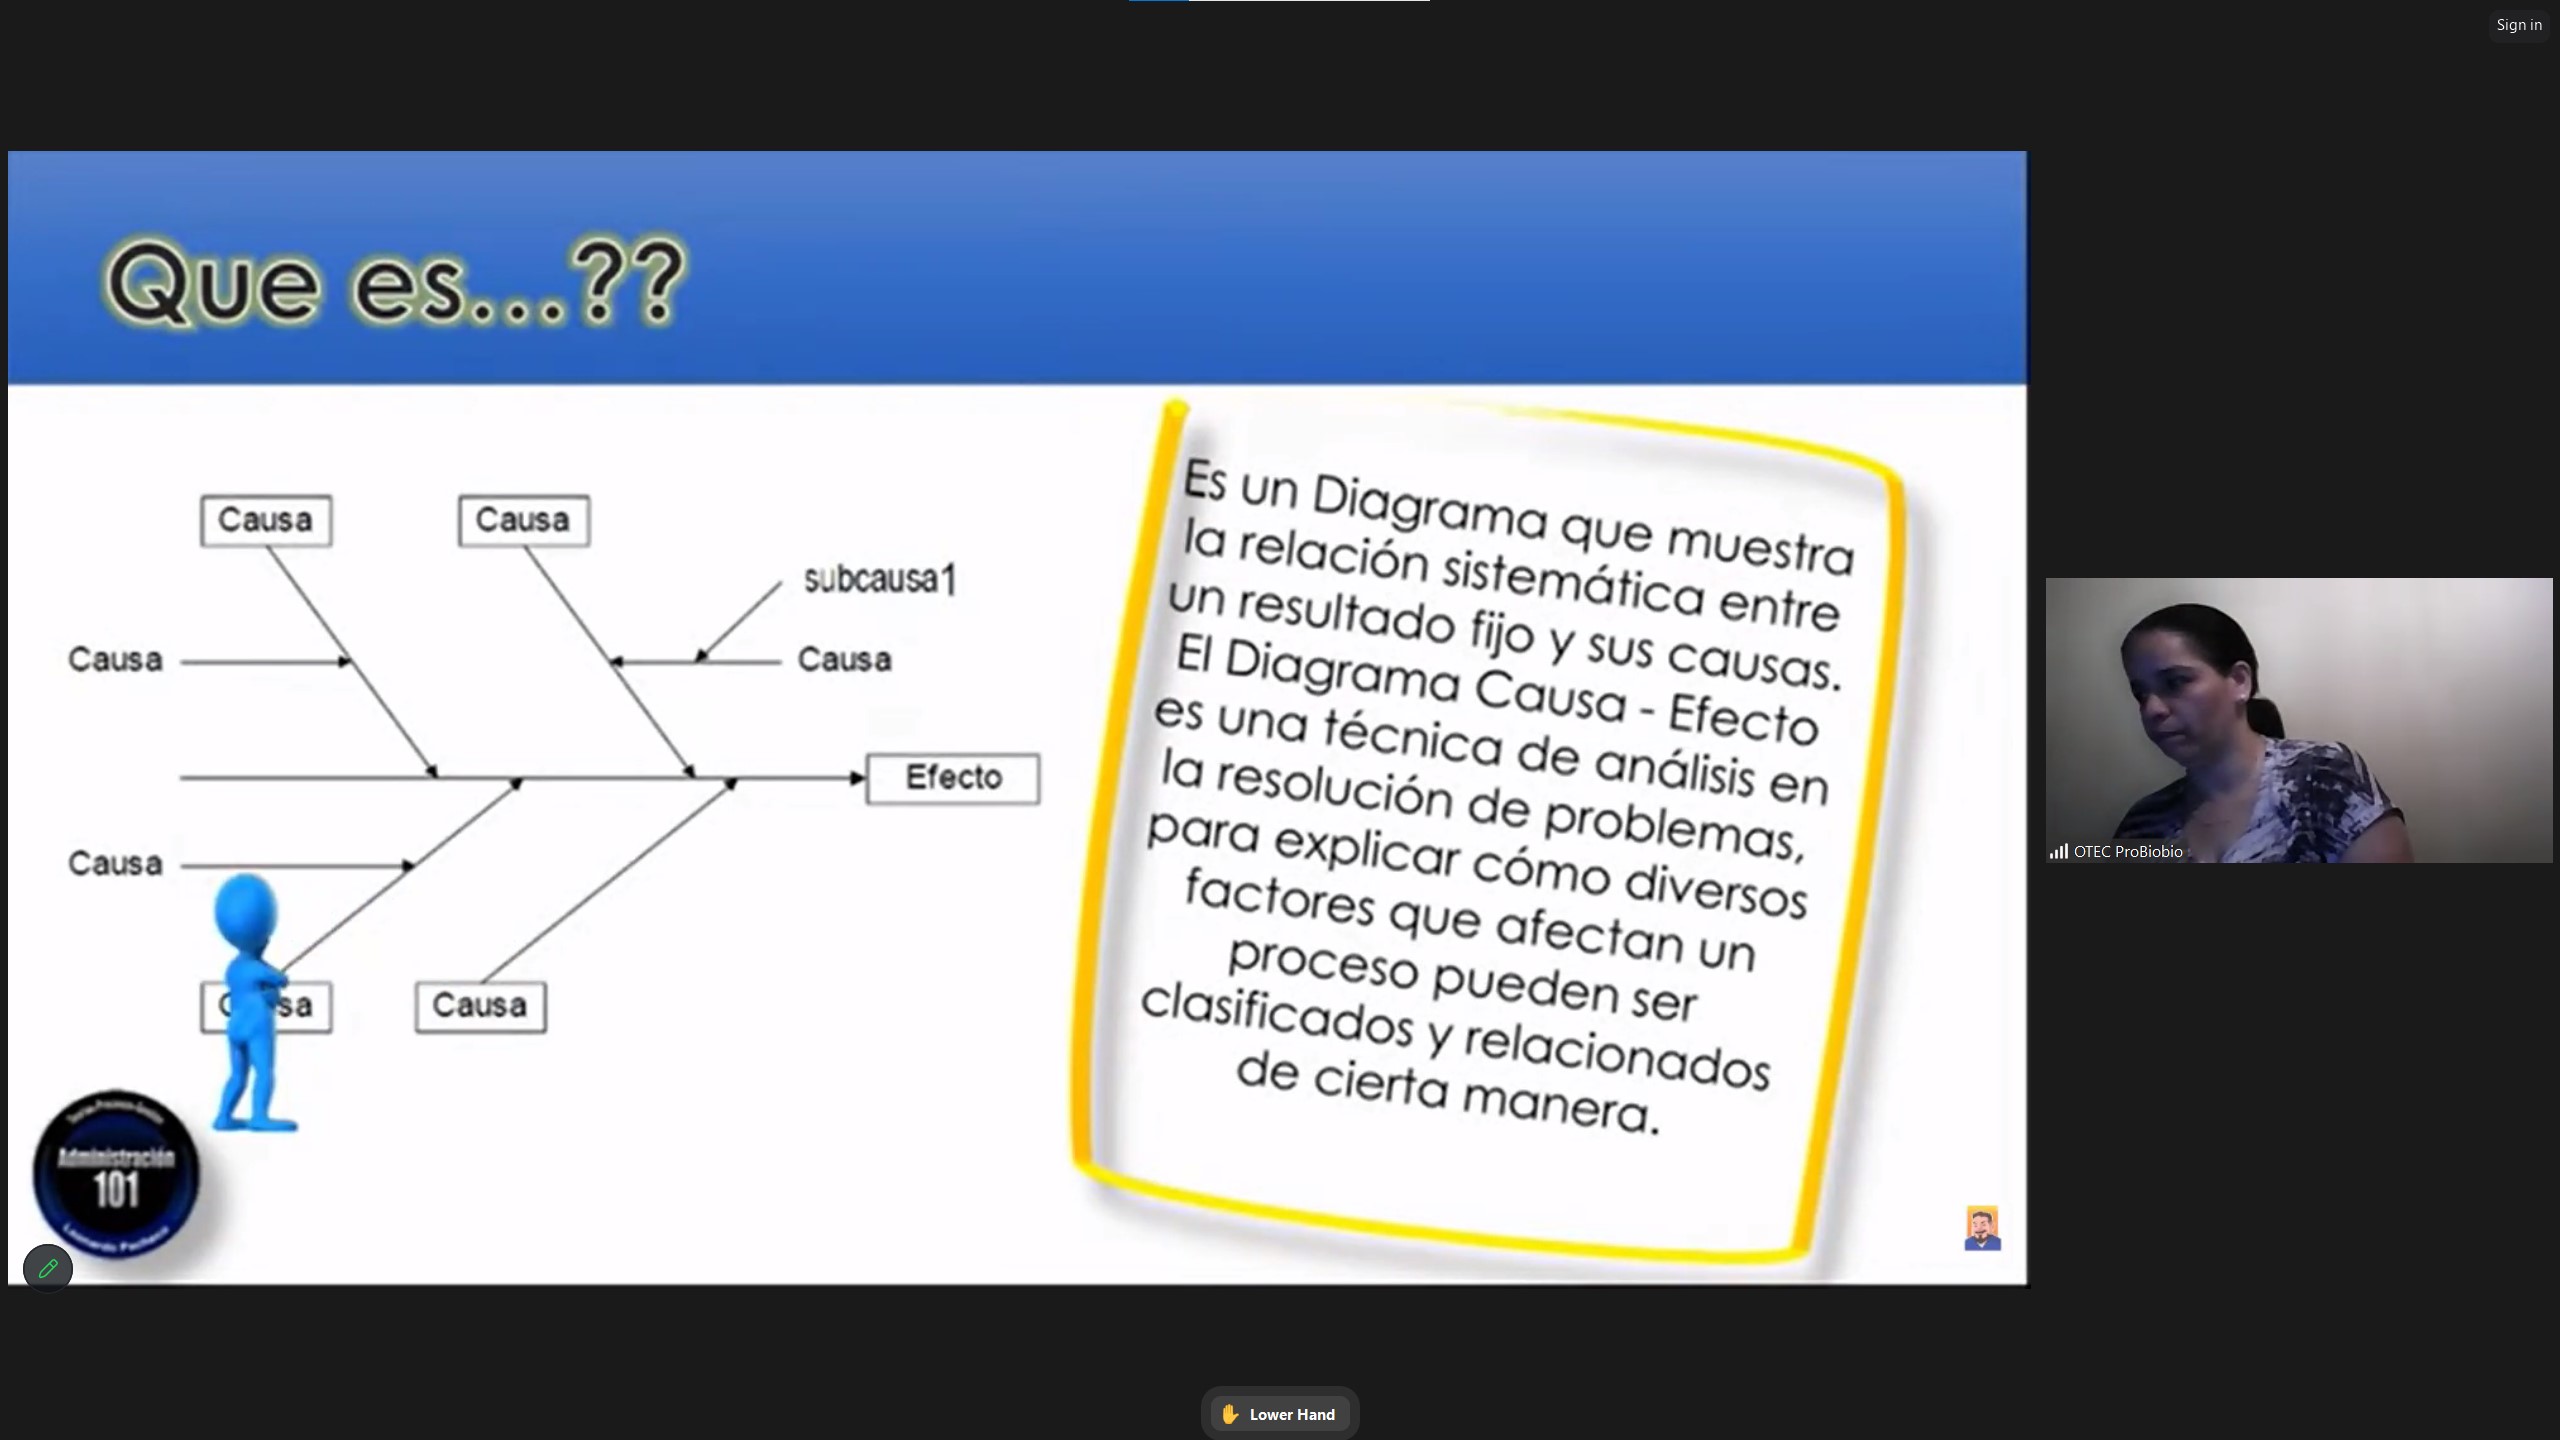 Sign in
Que es...??
Causa
Causa
subcausa1
Causa
Causa
Efecto
Causa
Causa
Es un Diagrama que muestra
la relación sistemática entre
un resultado fijo y sus causas.
El Diagrama Causa - Efecto
es una técnica de análisis en
la resolución de problemas,
para explicar cómo diversos
factores que afectan un
proceso pueden ser
clasificados y relacionados
de cierta manera.
Administración
101
Leonardo Pacheco
OTEC ProBiobio
Lower Hand